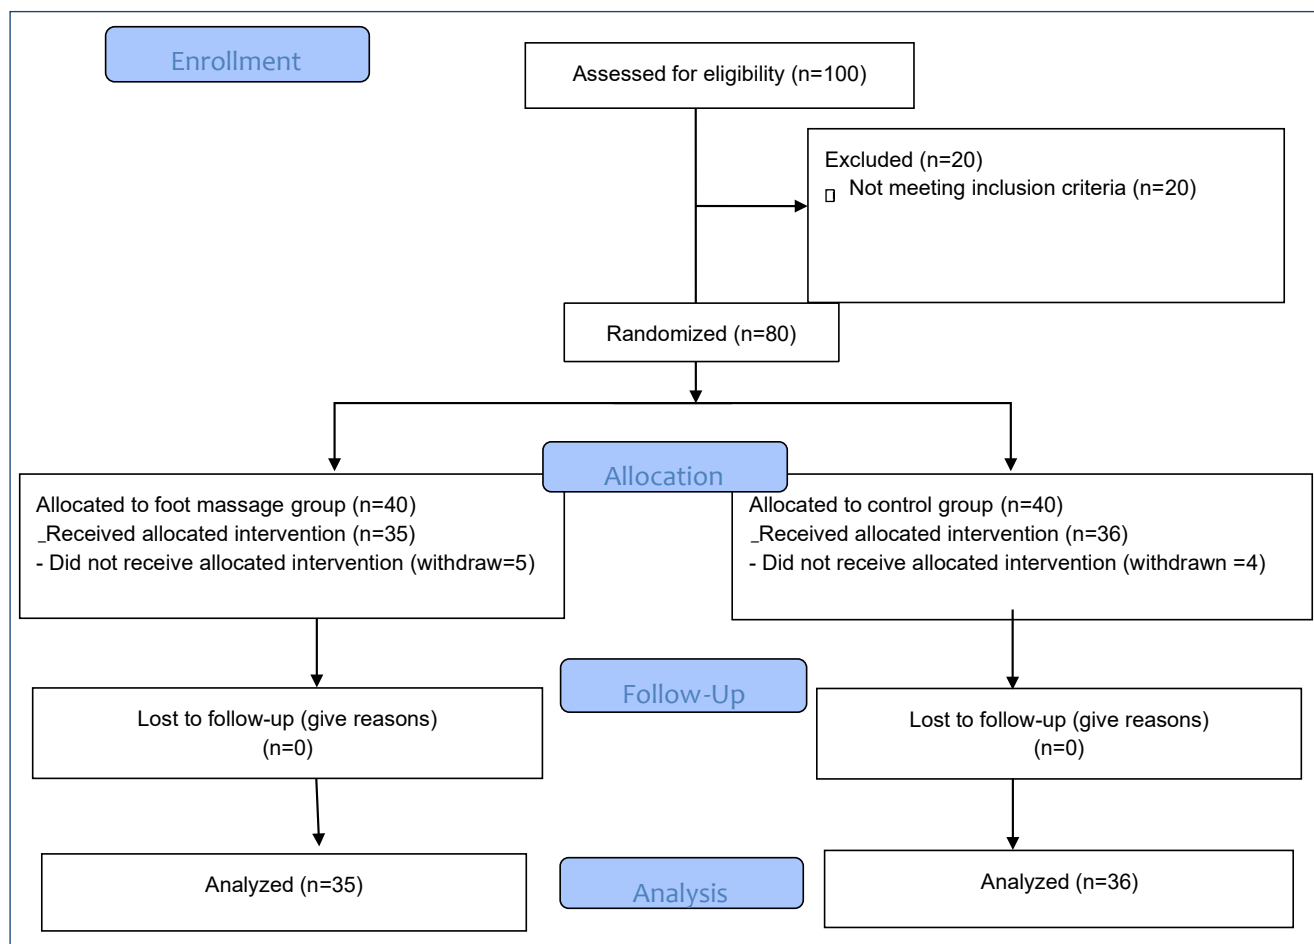 Enrollment
Assessed for eligibility (n=100)
Excluded (n=20)
Not meeting inclusion criteria (n=20)
Randomized (n=80)
Allocation
Allocated to foot massage group (n=40)
Received allocated intervention (n=35)
- Did not receive allocated intervention (withdraw=5)
Allocated to control group (n=40)
Received allocated intervention (n=36)
- Did not receive allocated intervention (withdrawn =4)
Follow-Up
Lost to follow-up (give reasons)
(n=0)
Lost to follow-up (give reasons)
(n=0)
Analysis
Analyzed (n=35)
Analyzed (n=36)